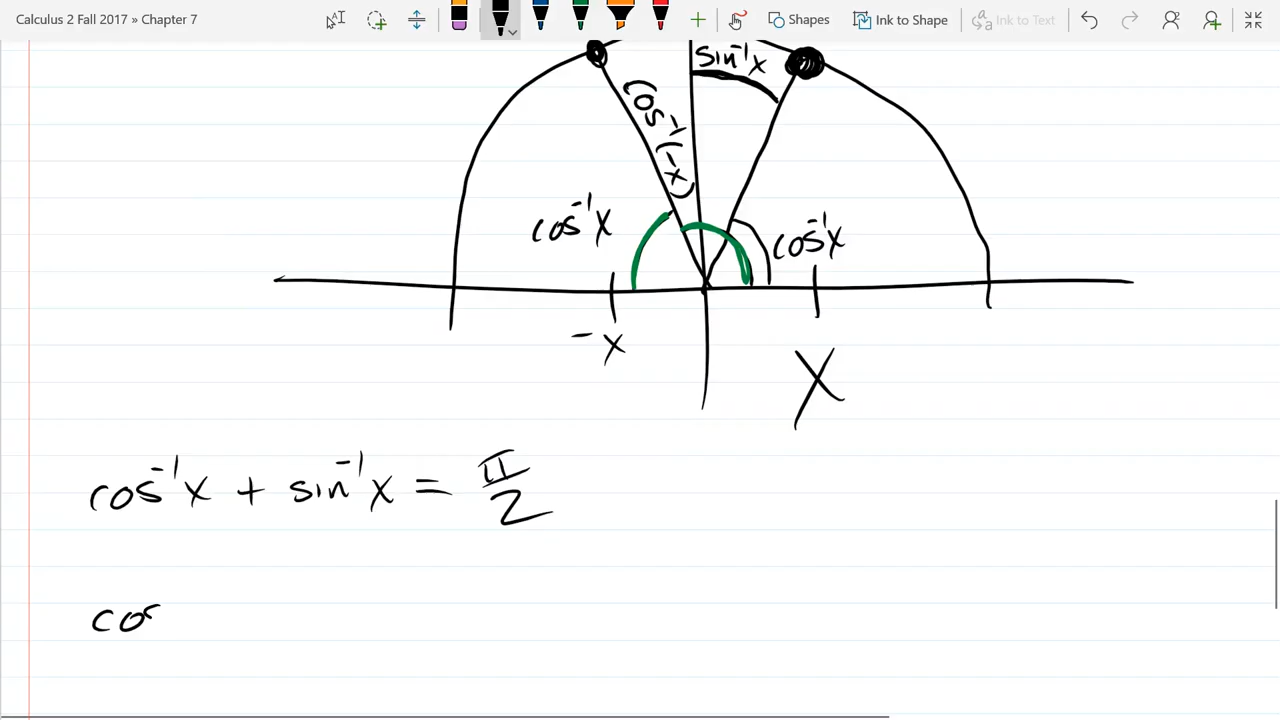 Calculus 2 Fall 2017 » Chapter 7
Shapes
Ink to Shape
Ink to Text
sin⁻¹x
cos⁻¹(-x)
cos⁻¹x
cos⁻¹x
-x
X
cos⁻¹x + sin⁻¹x = π/2
cos